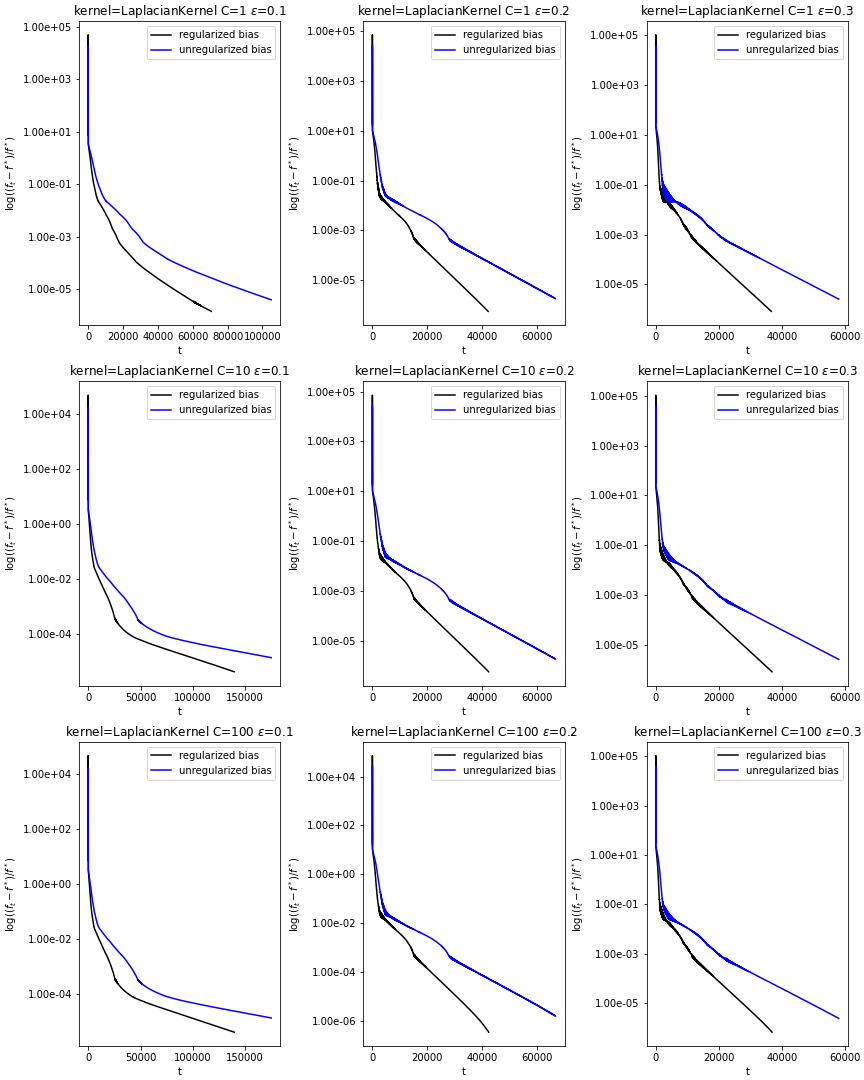 kernel=LaplacianKernel C=1 ε=0.1
1.00e+05
1.00e+03
1.00e+01
1.00e-01
1.00e-03
1.00e-05
log((f_t − f*)/f*)
regularized bias
unregularized bias
0 20000 40000 60000 80000 100000
t
kernel=LaplacianKernel C=1 ε=0.2
1.00e+05
1.00e+03
1.00e+01
1.00e-01
1.00e-03
1.00e-05
log((f_t − f*)/f*)
regularized bias
unregularized bias
0 20000 40000 60000
t
kernel=LaplacianKernel C=1 ε=0.3
1.00e+05
1.00e+03
1.00e+01
1.00e-01
1.00e-03
1.00e-05
log((f_t − f*)/f*)
regularized bias
unregularized bias
0 20000 40000 60000
t
kernel=LaplacianKernel C=10 ε=0.1
1.00e+04
1.00e+02
1.00e+00
1.00e-02
1.00e-04
log((f_t − f*)/f*)
regularized bias
unregularized bias
0 50000 100000 150000
t
kernel=LaplacianKernel C=10 ε=0.2
1.00e+05
1.00e+03
1.00e+01
1.00e-01
1.00e-03
1.00e-05
log((f_t − f*)/f*)
regularized bias
unregularized bias
0 20000 40000 60000
t
kernel=LaplacianKernel C=10 ε=0.3
1.00e+05
1.00e+03
1.00e+01
1.00e-01
1.00e-03
1.00e-05
log((f_t − f*)/f*)
regularized bias
unregularized bias
0 20000 40000 60000
t
kernel=LaplacianKernel C=100 ε=0.1
1.00e+04
1.00e+02
1.00e+00
1.00e-02
1.00e-04
log((f_t − f*)/f*)
regularized bias
unregularized bias
0 50000 100000 150000
t
kernel=LaplacianKernel C=100 ε=0.2
1.00e+04
1.00e+02
1.00e+00
1.00e-02
1.00e-04
1.00e-06
log((f_t − f*)/f*)
regularized bias
unregularized bias
0 20000 40000 60000
t
kernel=LaplacianKernel C=100 ε=0.3
1.00e+05
1.00e+03
1.00e+01
1.00e-01
1.00e-03
1.00e-05
log((f_t − f*)/f*)
regularized bias
unregularized bias
0 20000 40000 60000
t